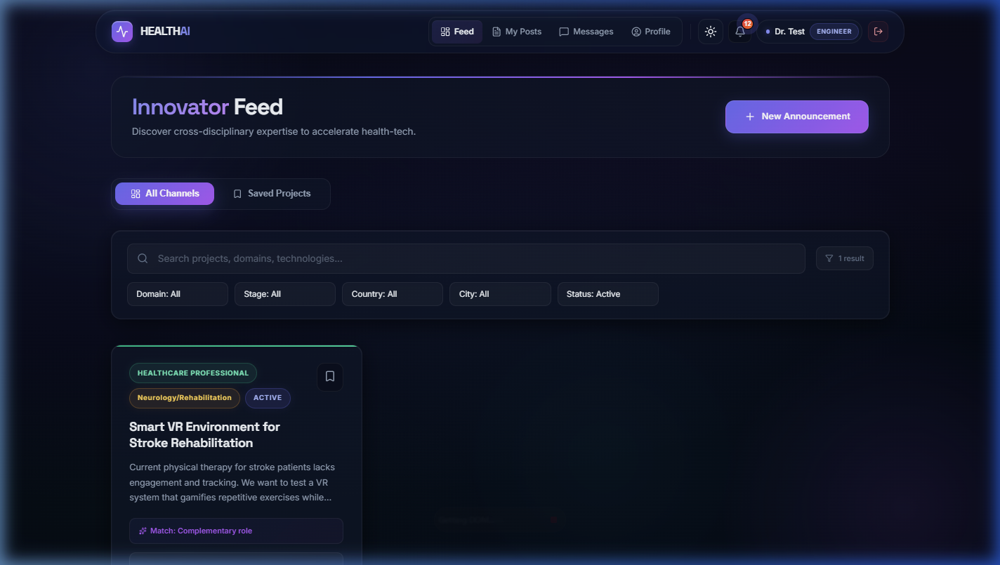 HEALTHAI
Feed
My Posts
Messages
Profile
12
Dr. Test
ENGINEER
Innovator Feed
Discover cross-disciplinary expertise to accelerate health-tech.
New Announcement
All Channels
Saved Projects
Search projects, domains, technologies...
1 result
Domain: All
Stage: All
Country: All
City: All
Status: Active
HEALTHCARE PROFESSIONAL
Neurology/Rehabilitation
ACTIVE
Smart VR Environment for
Stroke Rehabilitation
Current physical therapy for stroke patients lacks
engagement and tracking. We want to test a VR
system that gamifies repetitive exercises while...
Match: Complementary role